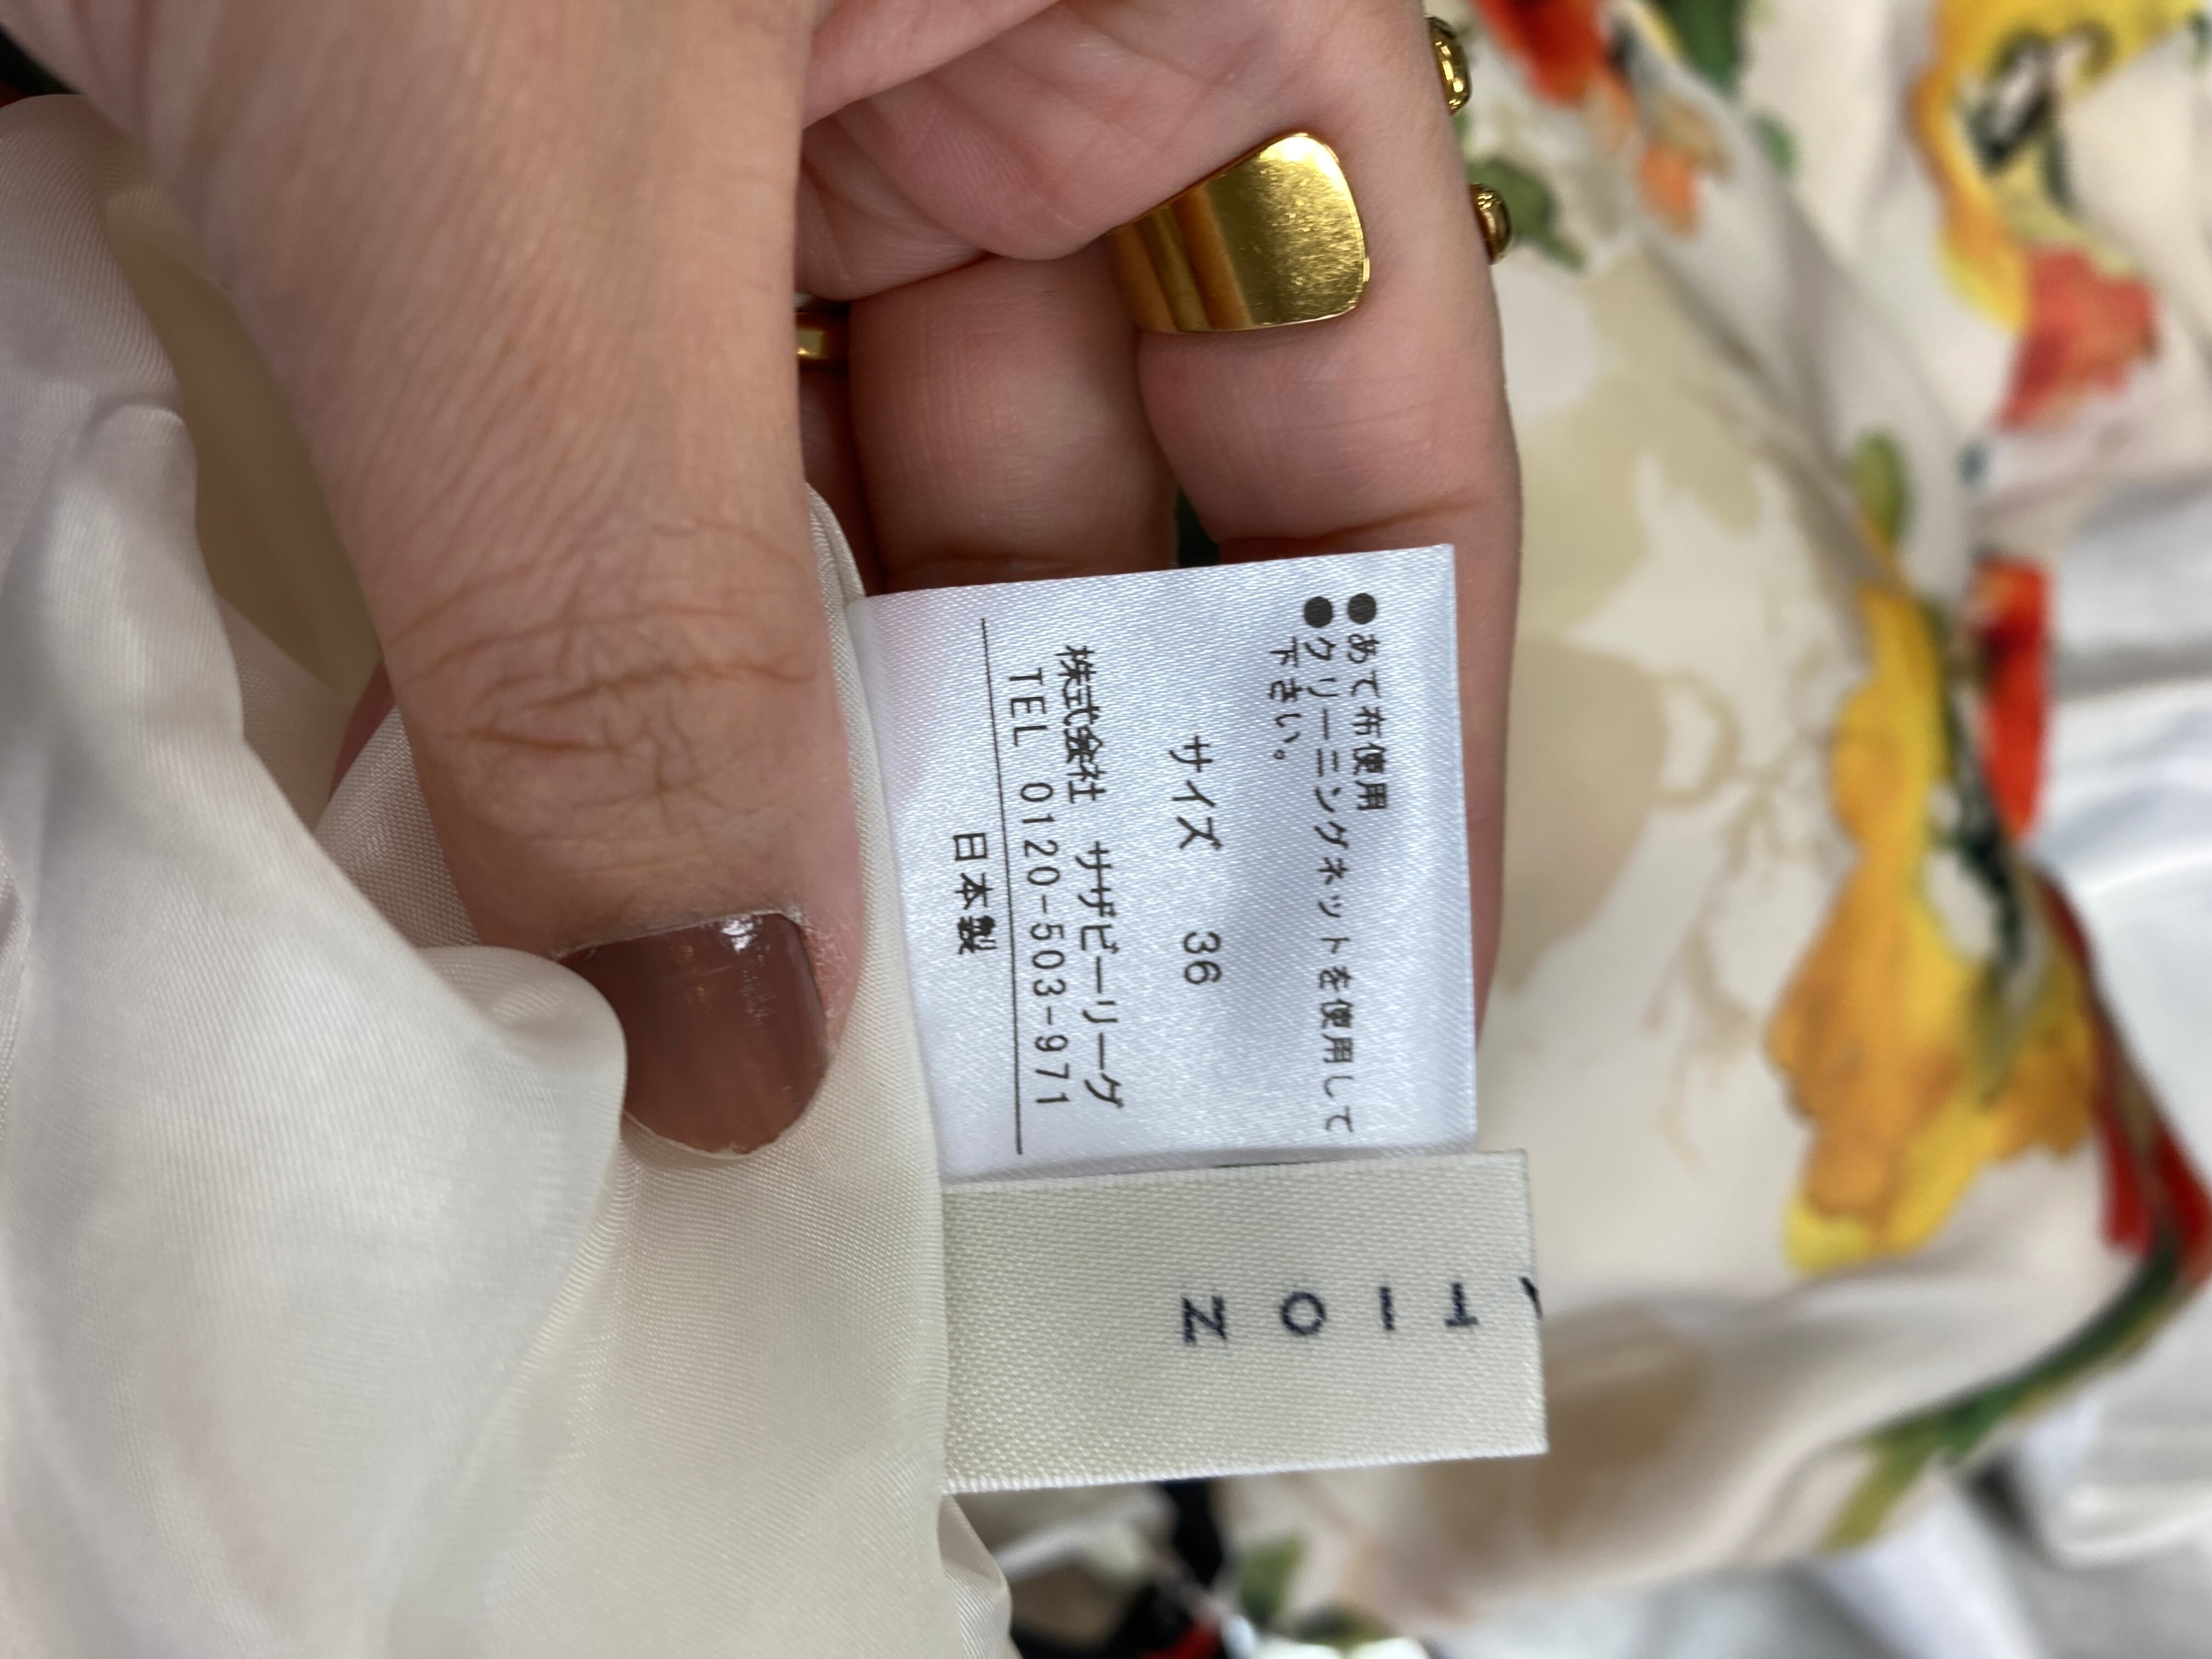 ●あて布使用
●クリーニングネットを使用して
下さい。
サイズ 36
株式会社 サザビーリーグ
TEL 0120-503-971
日本製
TION